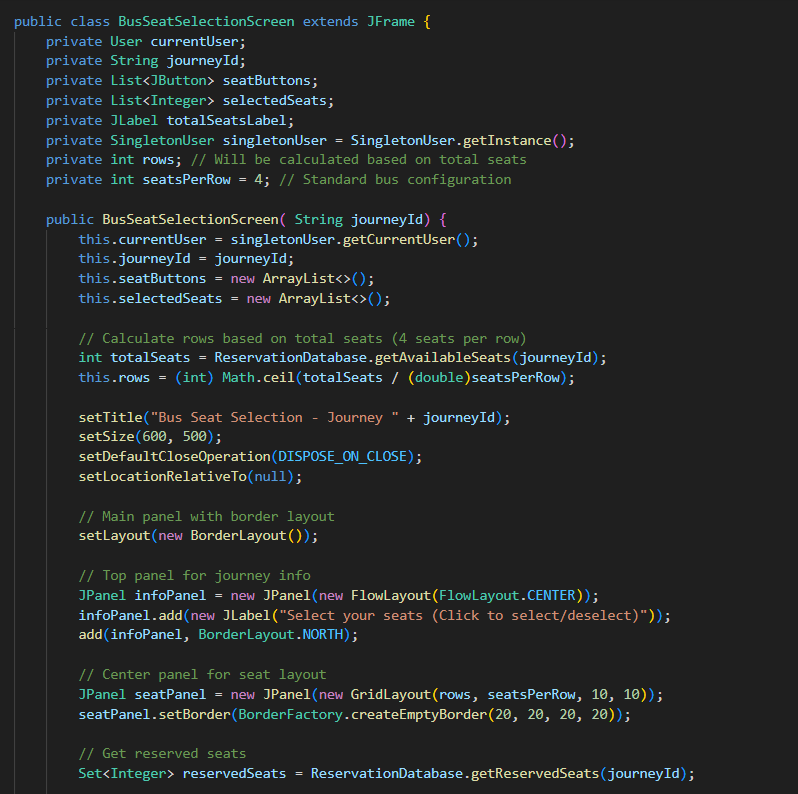 public class BusSeatSelectionScreen extends JFrame {
    private User currentUser;
    private String journeyId;
    private List<JButton> seatButtons;
    private List<Integer> selectedSeats;
    private JLabel totalSeatsLabel;
    private SingletonUser singletonUser = SingletonUser.getInstance();
    private int rows; // Will be calculated based on total seats
    private int seatsPerRow = 4; // Standard bus configuration

    public BusSeatSelectionScreen( String journeyId) {
        this.currentUser = singletonUser.getCurrentUser();
        this.journeyId = journeyId;
        this.seatButtons = new ArrayList<>();
        this.selectedSeats = new ArrayList<>();

        // Calculate rows based on total seats (4 seats per row)
        int totalSeats = ReservationDatabase.getAvailableSeats(journeyId);
        this.rows = (int) Math.ceil(totalSeats / (double)seatsPerRow);

        setTitle("Bus Seat Selection - Journey " + journeyId);
        setSize(600, 500);
        setDefaultCloseOperation(DISPOSE_ON_CLOSE);
        setLocationRelativeTo(null);

        // Main panel with border layout
        setLayout(new BorderLayout());

        // Top panel for journey info
        JPanel infoPanel = new JPanel(new FlowLayout(FlowLayout.CENTER));
        infoPanel.add(new JLabel("Select your seats (Click to select/deselect)"));
        add(infoPanel, BorderLayout.NORTH);

        // Center panel for seat layout
        JPanel seatPanel = new JPanel(new GridLayout(rows, seatsPerRow, 10, 10));
        seatPanel.setBorder(BorderFactory.createEmptyBorder(20, 20, 20, 20));

        // Get reserved seats
        Set<Integer> reservedSeats = ReservationDatabase.getReservedSeats(journeyId);